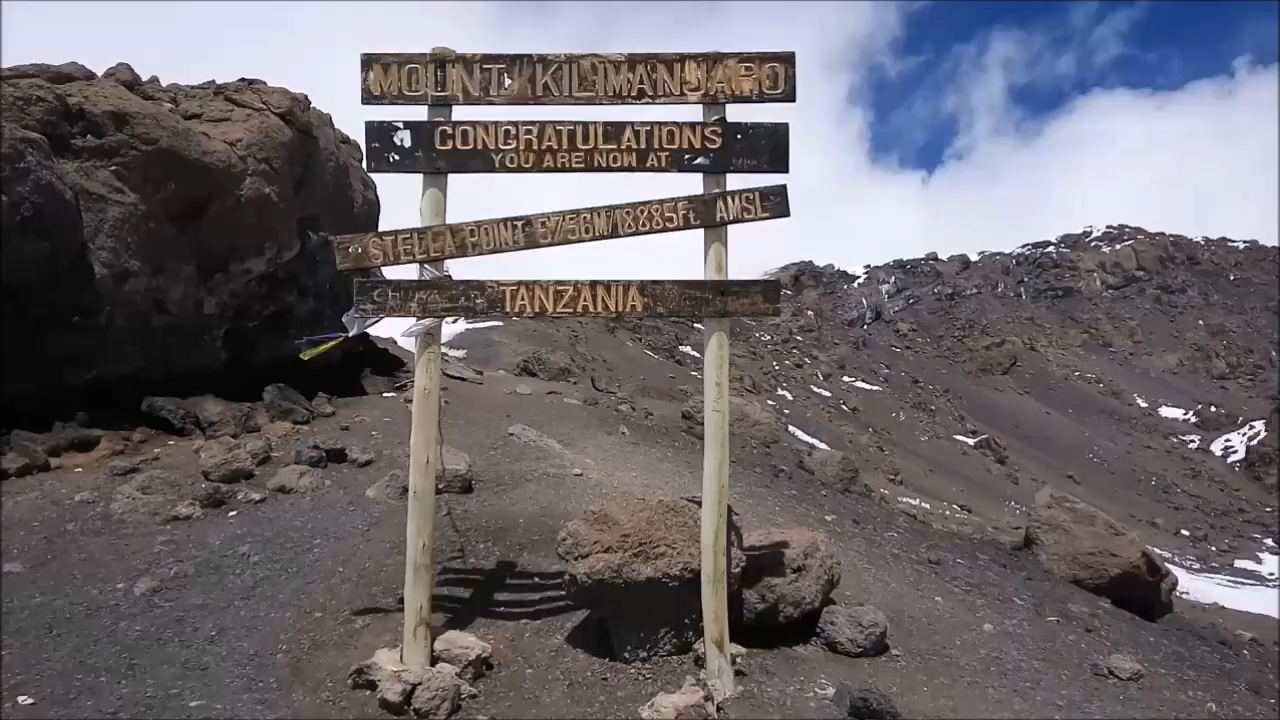 MOUNT KILIMANJARO
CONGRATULATIONS
YOU ARE NOW AT
STELLA POINT 5756M/18885Ft AMSL
TANZANIA